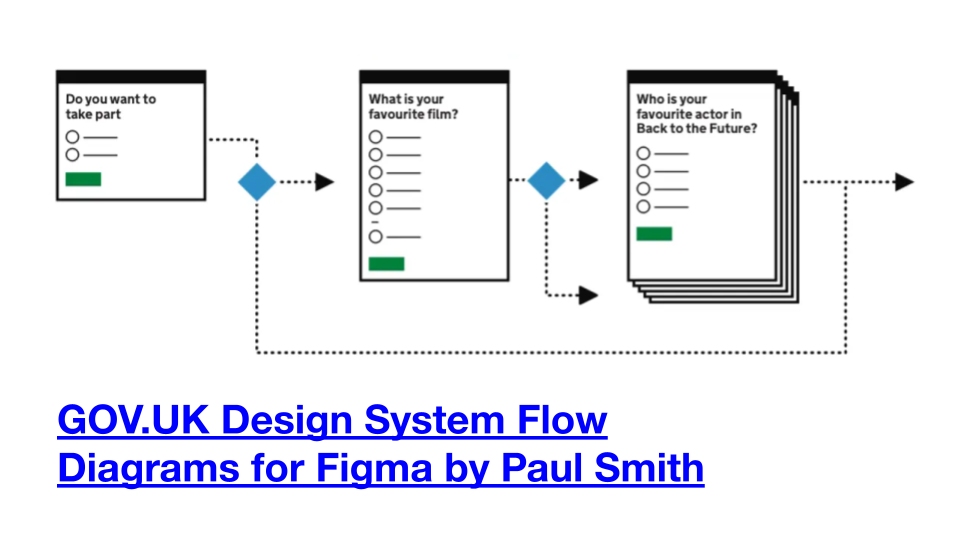 Do you want to
take part
What is your
favourite film?
Who is your
favourite actor in
Back to the Future?
GOV.UK Design System Flow
Diagrams for Figma by Paul Smith